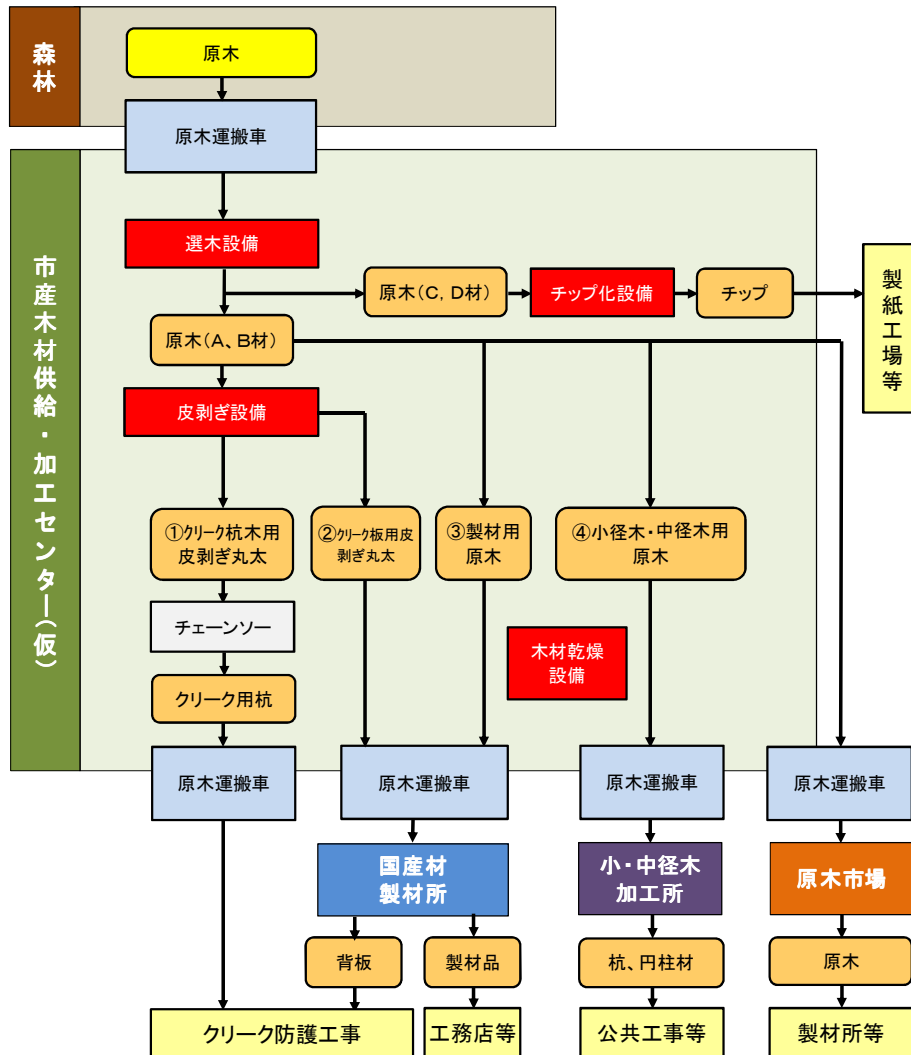 森林
原木
原木運搬車
市産木材供給・加工センター(仮)
選木設備
原木(C, D材)
チップ化設備
チップ
製紙工場等
原木(A、B材)
皮剥ぎ設備
①クリーク杭木用
皮剥ぎ丸太
②クリーク板用皮
剥ぎ丸太
③製材用
原木
④小径木・中径木用
原木
チェーンソー
木材乾燥
設備
クリーク用杭
原木運搬車
原木運搬車
原木運搬車
原木運搬車
国産材
製材所
小・中径木
加工所
原木市場
背板
製材品
杭、円柱材
原木
クリーク防護工事
工務店等
公共工事等
製材所等